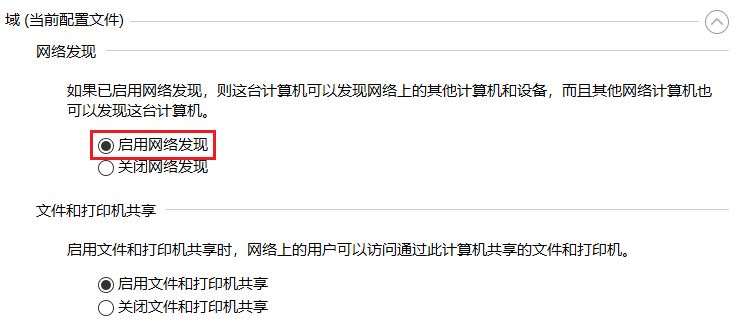 域 (当前配置文件)
网络发现
如果已启用网络发现，则这台计算机可以发现网络上的其他计算机和设备，而且其他网络计算机也
可以发现这台计算机。
启用网络发现
关闭网络发现
文件和打印机共享
启用文件和打印机共享时，网络上的用户可以访问通过此计算机共享的文件和打印机。
启用文件和打印机共享
关闭文件和打印机共享